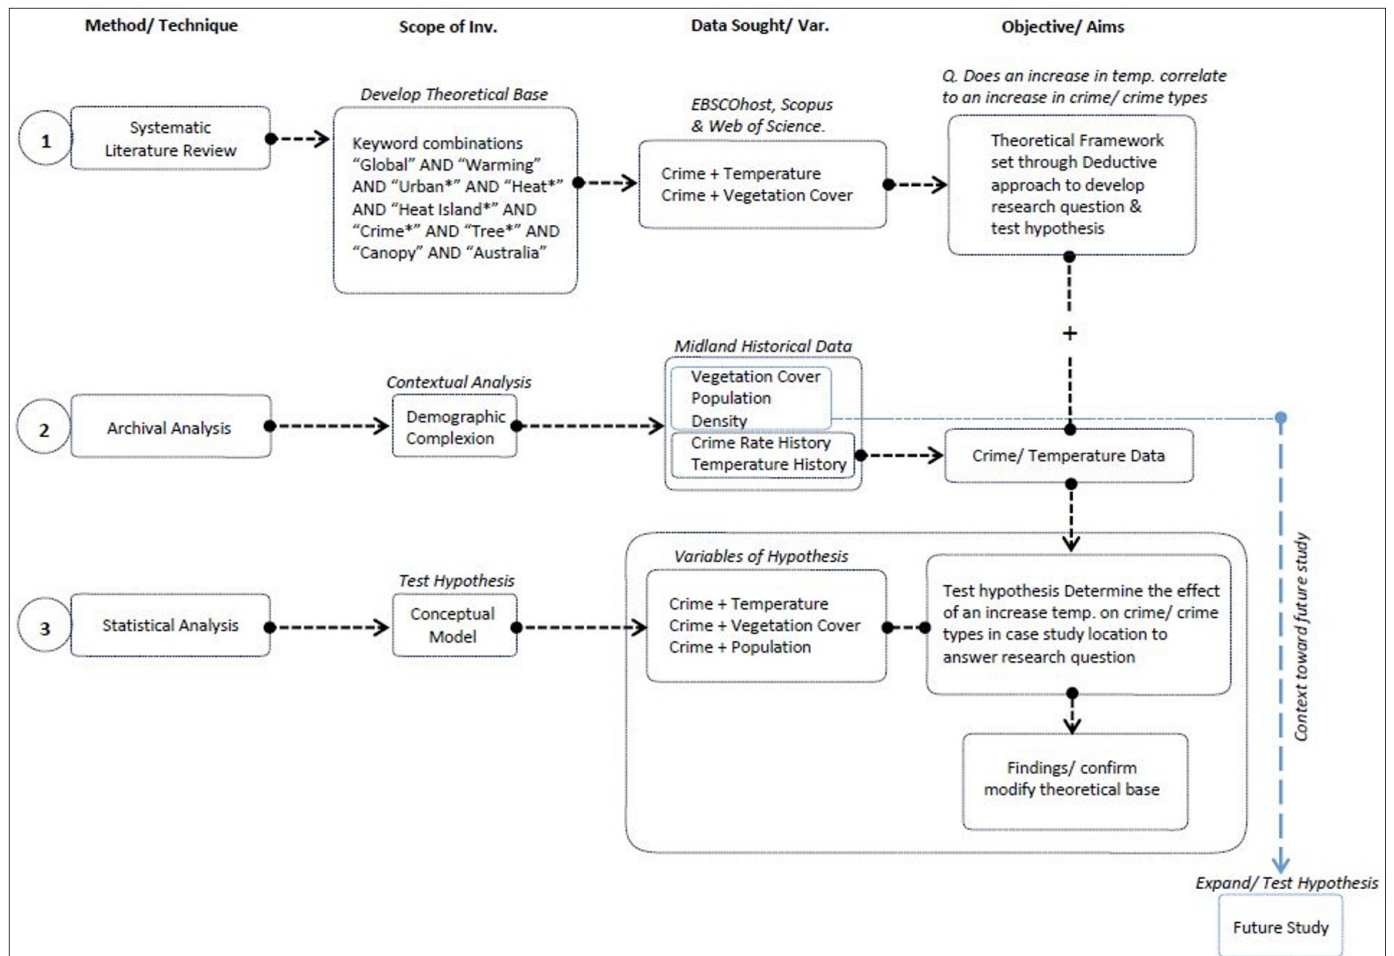 Method/ Technique
Scope of Inv.
Data Sought/ Var.
Objective/ Aims
1
Systematic
Literature Review
Develop Theoretical Base
Keyword combinations
“Global” AND “Warming”
AND “Urban*” AND “Heat*”
AND “Heat Island*” AND
“Crime*” AND “Tree*” AND
“Canopy” AND “Australia”
EBSCOhost, Scopus
& Web of Science.
Crime + Temperature
Crime + Vegetation Cover
Q. Does an increase in temp. correlate
to an increase in crime/ crime types
Theoretical Framework
set through Deductive
approach to develop
research question &
test hypothesis
+
2
Archival Analysis
Contextual Analysis
Demographic
Complexion
Midland Historical Data
Vegetation Cover
Population
Density
Crime Rate History
Temperature History
Crime/ Temperature Data
3
Statistical Analysis
Test Hypothesis
Conceptual
Model
Variables of Hypothesis
Crime + Temperature
Crime + Vegetation Cover
Crime + Population
Test hypothesis Determine the effect
of an increase temp. on crime/ crime
types in case study location to
answer research question
Findings/ confirm
modify theoretical base
Context toward future study
Expand/ Test Hypothesis
Future Study